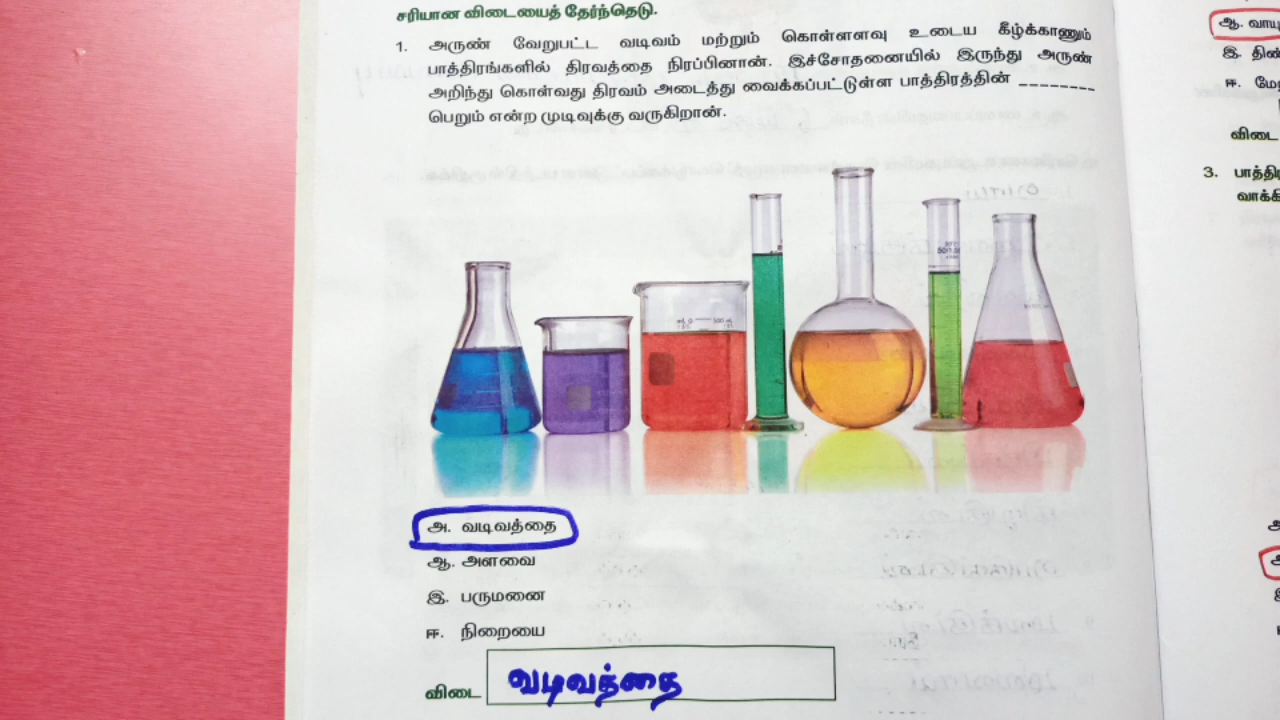 சரியான விடையைத் தேர்ந்தெடு.
1. அருண் வேறுபட்ட வடிவம் மற்றும் கொள்ளளவு உடைய கீழ்க்காணும்
பாத்திரங்களில் திரவத்தை நிரப்பினான். இச்சோதனையில் இருந்து அருண்
அறிந்து கொள்வது திரவம் அடைத்து வைக்கப்பட்டுள்ள பாத்திரத்தின் --------
பெறும் என்ற முடிவுக்கு வருகிறான்.
அ. வடிவத்தை
ஆ. அளவை
இ. பருமனை
ஈ. நிறையை
விடை வடிவத்தை
ஆ.
இ.
ஈ.
விடை
3.